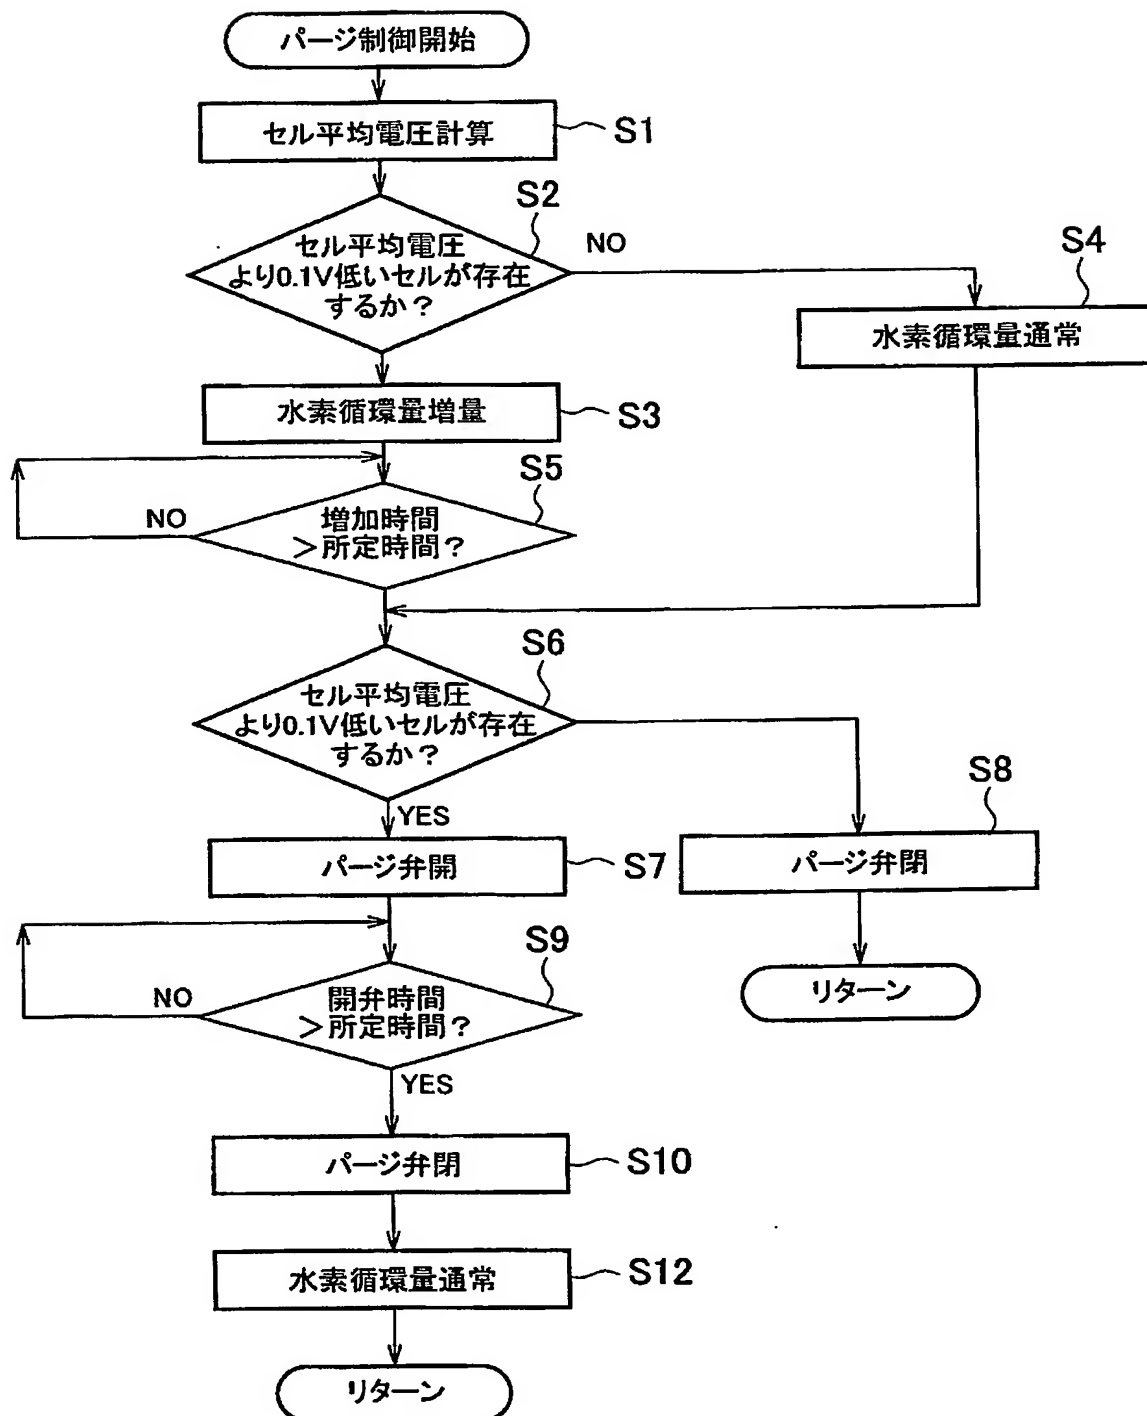 パージ制御開始
セル平均電圧計算
S1
S2
セル平均電圧
より0.1V低いセルが存在
するか？
NO
S4
水素循環量通常
水素循環量増量
S3
S5
増加時間
＞所定時間？
NO
S6
セル平均電圧
より0.1V低いセルが存在
するか？
YES
S8
パージ弁開
S7
パージ弁閉
S9
開弁時間
＞所定時間？
NO
リターン
YES
パージ弁閉
S10
水素循環量通常
S12
リターン